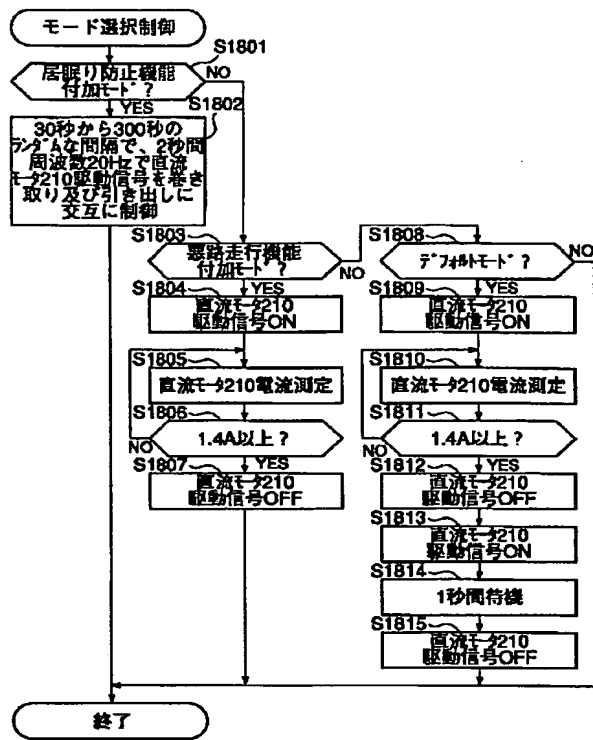 モード選択制御
S1801
居眠り防止機能
付加モード?
NO
YES
S1802
30秒から300秒の
ランダムな間隔で、2秒間
周波数20Hzで直流
モータ210駆動信号を巻き
取り及び引き出しに
交互に制御
S1803
悪路走行機能
付加モード?
NO
YES
S1804
直流モータ210
駆動信号ON
S1805
直流モータ210電流測定
S1806
1.4A以上?
NO
YES
S1807
直流モータ210
駆動信号OFF
S1808
デフォルトモード?
NO
YES
S1809
直流モータ210
駆動信号ON
S1810
直流モータ210電流測定
S1811
1.4A以上?
NO
YES
S1812
直流モータ210
駆動信号OFF
S1813
直流モータ210
駆動信号ON
S1814
1秒間待機
S1815
直流モータ210
駆動信号OFF
終了